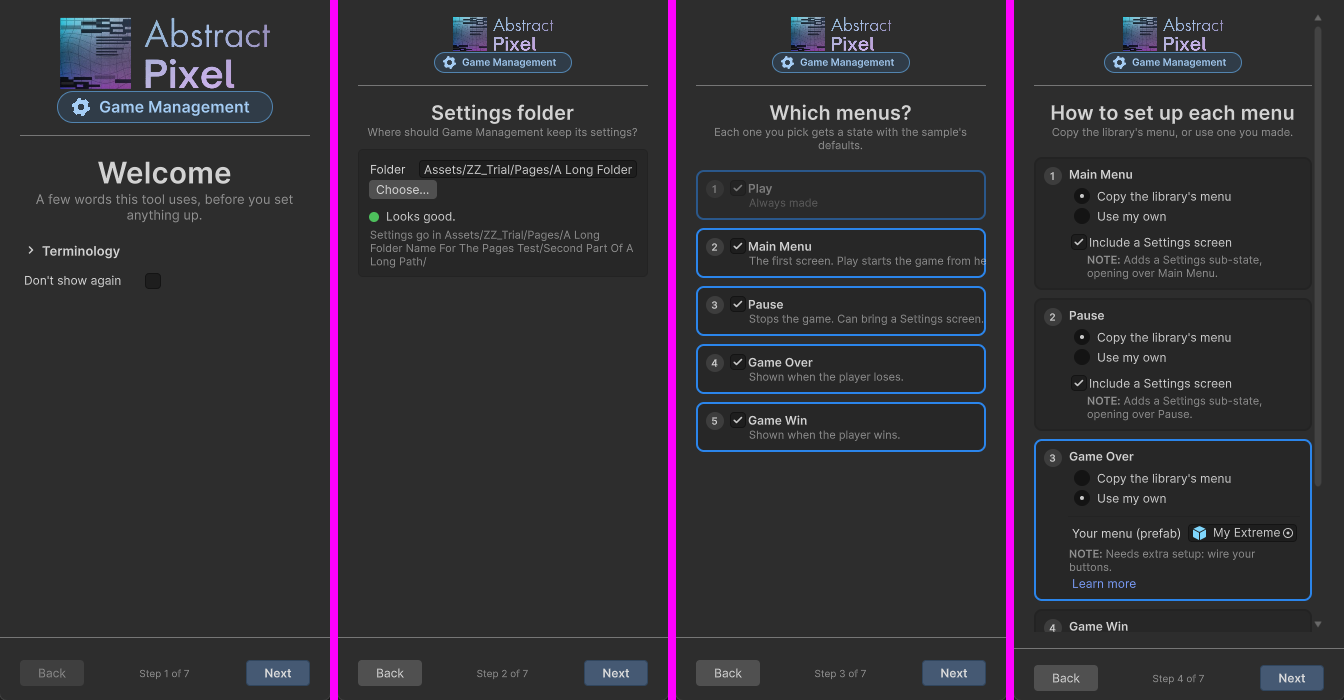 Abstract
Pixel
Game Management
Welcome
A few words this tool uses, before you set
anything up.
Terminology
Don't show again
Back
Step 1 of 7
Next
Abstract
Pixel
Game Management
Settings folder
Where should Game Management keep its settings?
Folder Assets/ZZ_Trial/Pages/A Long Folder
Choose...
Looks good.
Settings go in Assets/ZZ_Trial/Pages/A Long
Folder Name For The Pages Test/Second Part Of A
Long Path/
Back
Step 2 of 7
Next
Abstract
Pixel
Game Management
Which menus?
Each one you pick gets a state with the sample's
defaults.
1 Play
Always made
2 Main Menu
The first screen. Play starts the game from he
3 Pause
Stops the game. Can bring a Settings screen.
4 Game Over
Shown when the player loses.
5 Game Win
Shown when the player wins.
Back
Step 3 of 7
Next
Abstract
Pixel
Game Management
How to set up each menu
Copy the library's menu, or use one you made.
1 Main Menu
Copy the library's menu
Use my own
Include a Settings screen
NOTE: Adds a Settings sub-state,
opening over Main Menu.
2 Pause
Copy the library's menu
Use my own
Include a Settings screen
NOTE: Adds a Settings sub-state,
opening over Pause.
3 Game Over
Copy the library's menu
Use my own
Your menu (prefab) My Extreme
NOTE: Needs extra setup: wire your
buttons.
Learn more
4 Game Win
Back
Step 4 of 7
Next